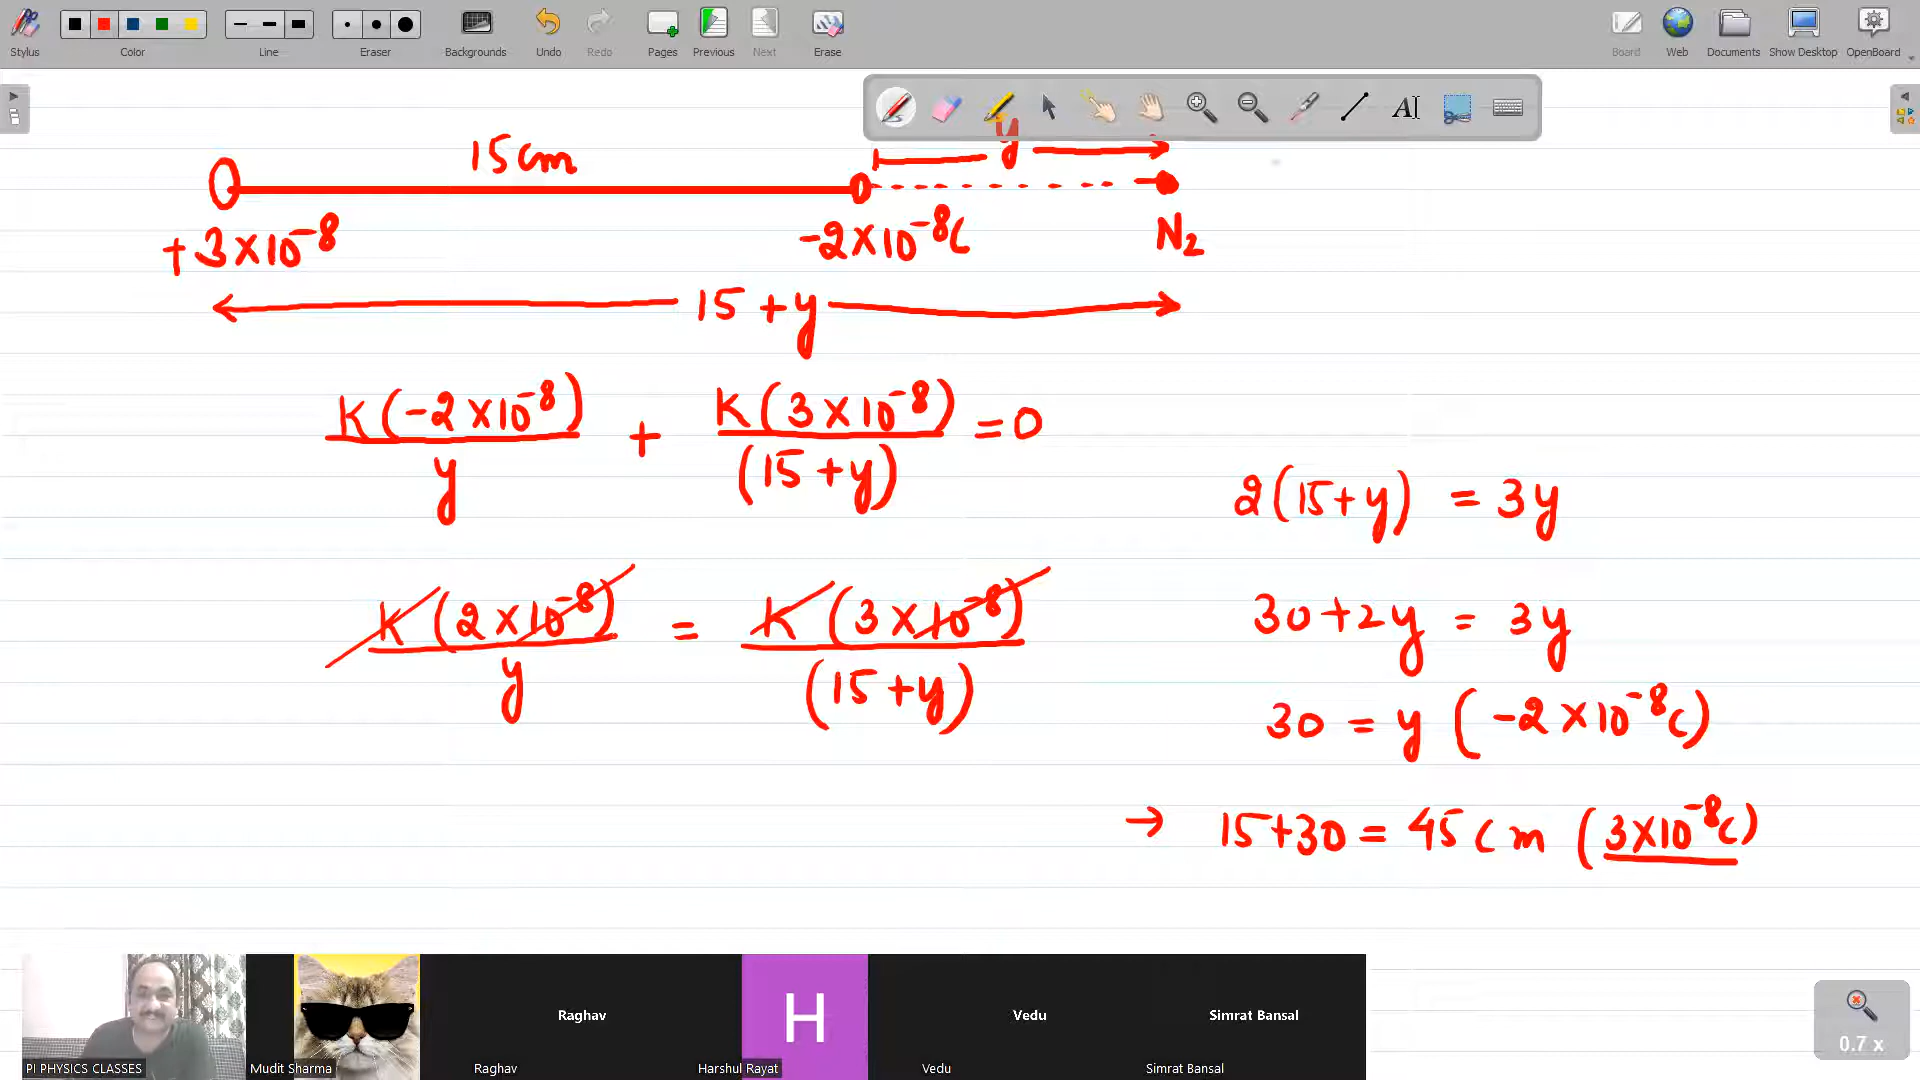 Stylus
Color
Line
Eraser
Backgrounds
Undo
Redo
Pages
Previous
Next
Erase
Board
Web
Documents
Show Desktop
OpenBoard
15 cm
y
+3×10⁻⁸
-2×10⁻⁸C
N₂
15 + y
K(-2×10⁻⁸)/y + K(3×10⁻⁸)/(15+y) = 0
K(2×10⁻⁸)/y = K(3×10⁻⁸)/(15+y)
2(15+y) = 3y
30+2y = 3y
30 = y (-2×10⁻⁸C)
→ 15+30 = 45 cm (3×10⁻⁸C)
Raghav
H
Vedu
Simrat Bansal
PI PHYSICS CLASSES
Mudit Sharma
Raghav
Harshul Rayat
Vedu
Simrat Bansal
0.7 x